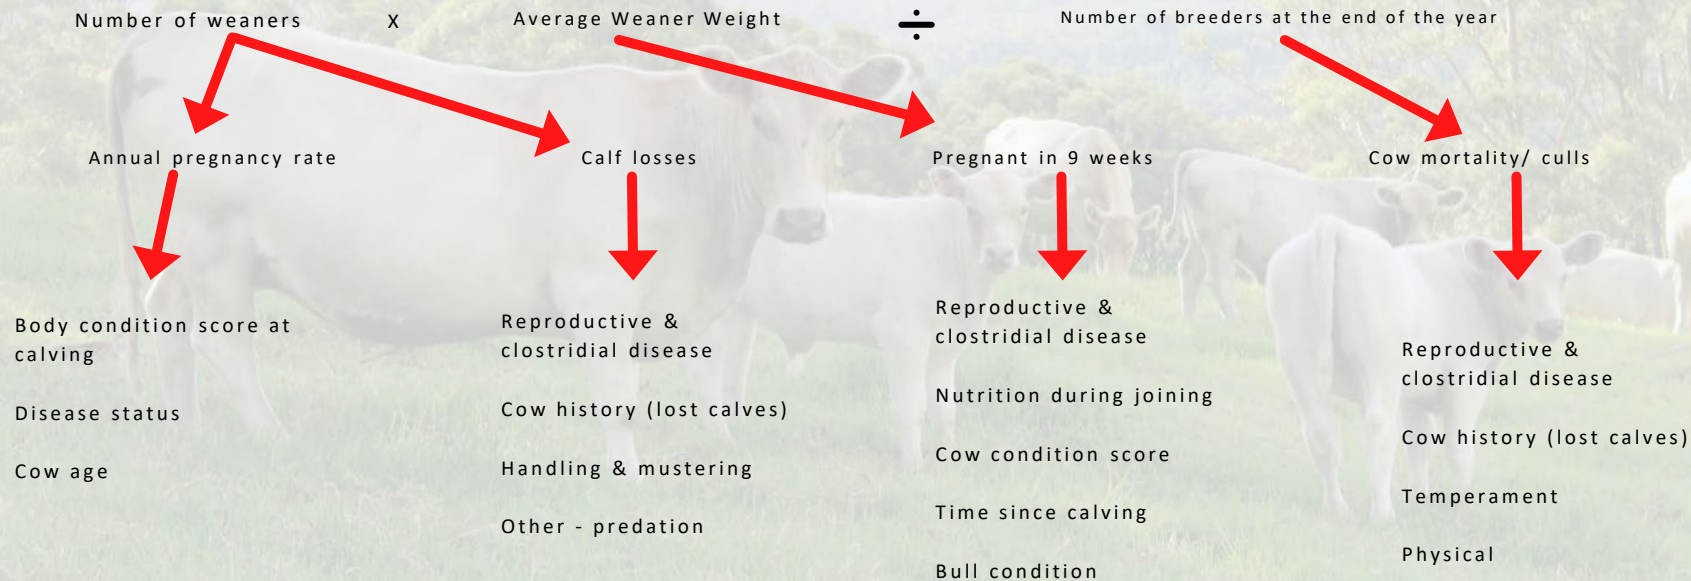 Number of weaners x Average Weaner Weight ÷ Number of breeders at the end of the year
Annual pregnancy rate
Calf losses
Pregnant in 9 weeks
Cow mortality/ culls
Body condition score at
calving
Disease status
Cow age
Reproductive &
clostridial disease
Cow history (lost calves)
Handling & mustering
Other - predation
Reproductive &
clostridial disease
Nutrition during joining
Cow condition score
Time since calving
Bull condition
Reproductive &
clostridial disease
Cow history (lost calves)
Temperament
Physical